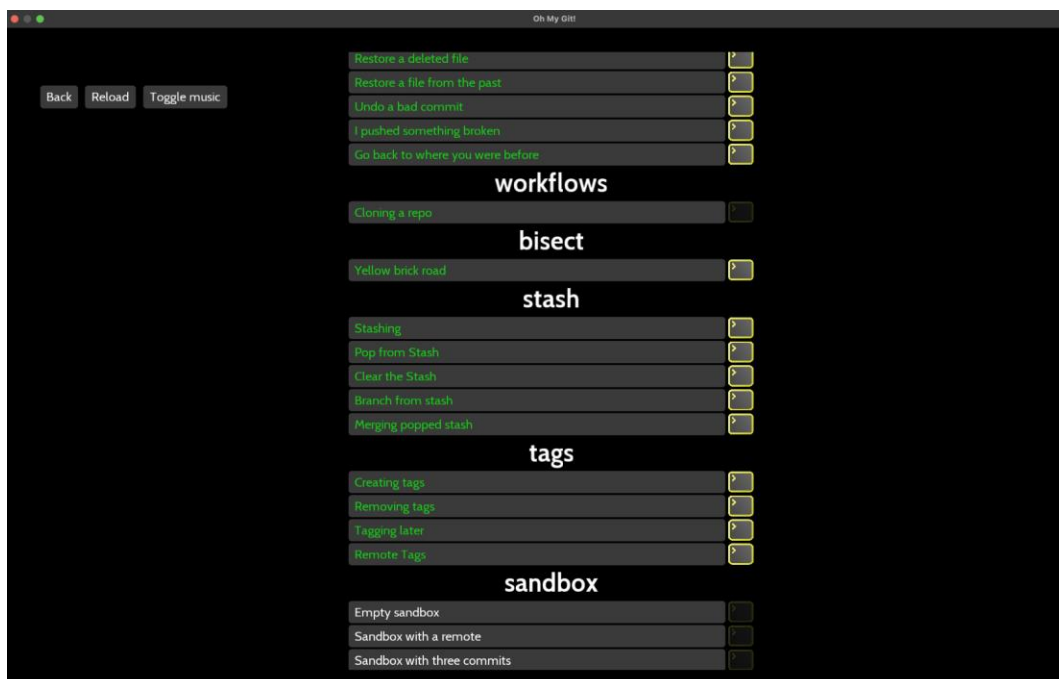 Oh My Git!
Restore a deleted file
Restore a file from the past
Back Reload Toggle music
Undo a bad commit
I pushed something broken
Go back to where you were before
workflows
Cloning a repo
bisect
Yellow brick road
stash
Stashing
Pop from Stash
Clear the Stash
Branch from stash
Merging popped stash
tags
Creating tags
Removing tags
Tagging later
Remote Tags
sandbox
Empty sandbox
Sandbox with a remote
Sandbox with three commits